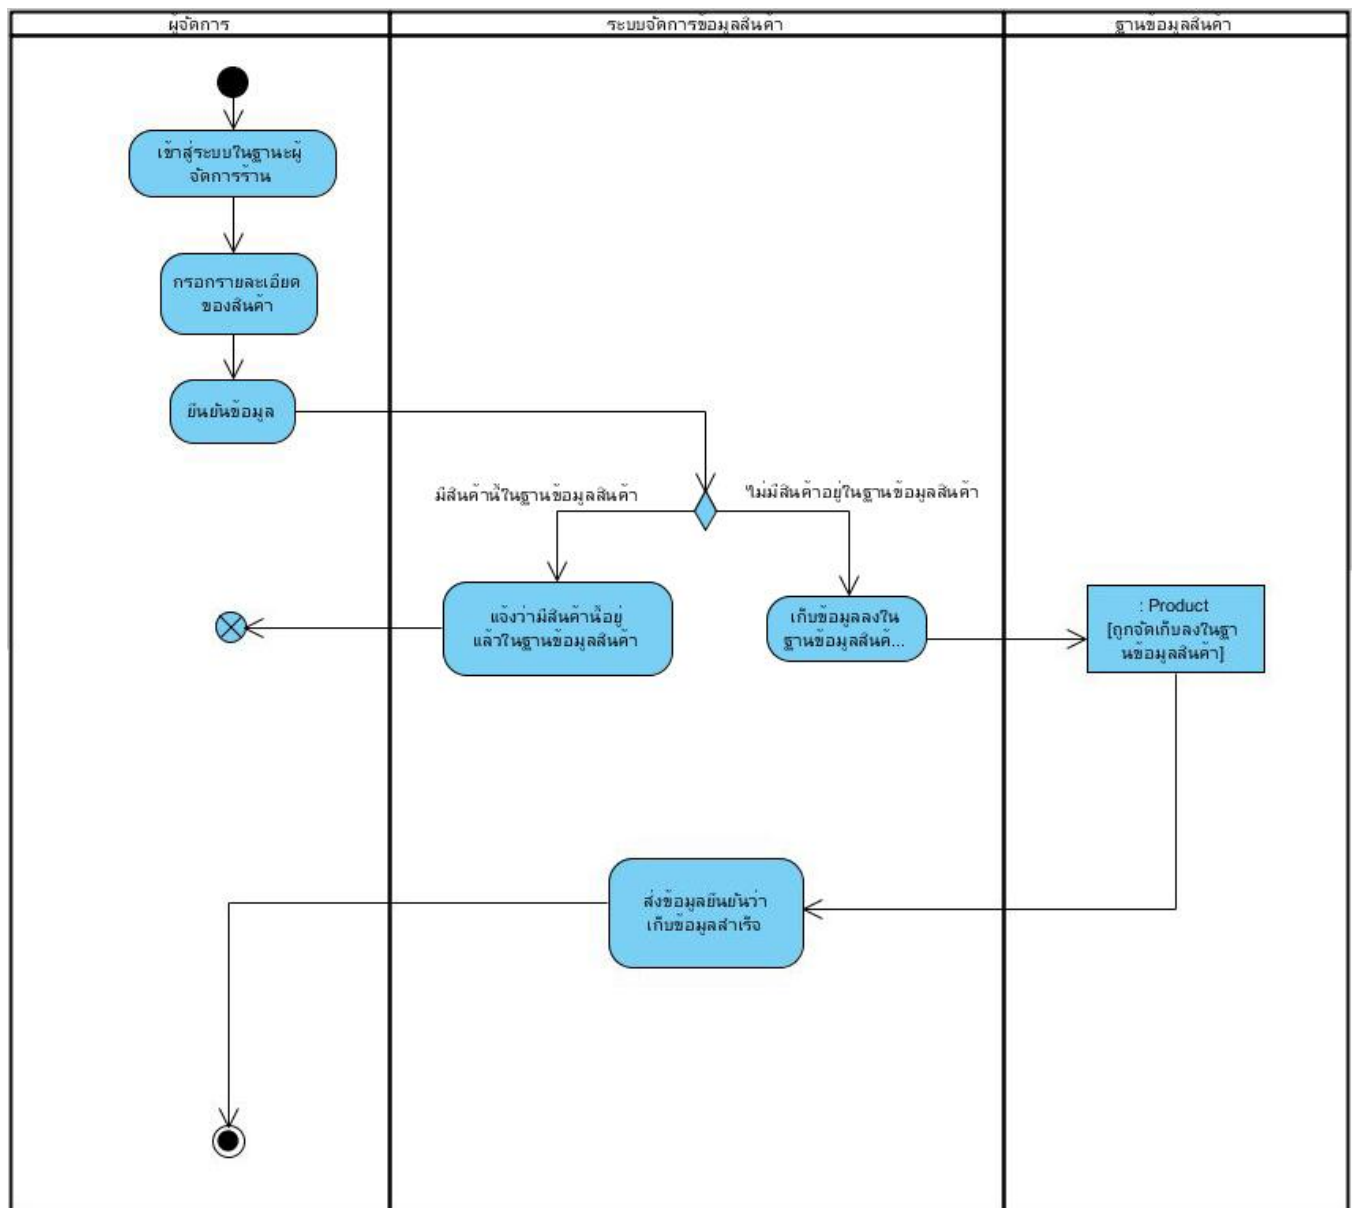 ผู้จัดการ
ระบบจัดการข้อมูลสินค้า
ฐานข้อมูลสินค้า
เข้าสู่ระบบในฐานะผู้
จัดการร้าน
กรอกรายละเอียด
ของสินค้า
ยืนยันข้อมูล
มีสินค้านี้ในฐานข้อมูลสินค้า
ไม่มีสินค้าอยู่ในฐานข้อมูลสินค้า
แจ้งว่ามีสินค้านี้อยู่
แล้วในฐานข้อมูลสินค้า
เก็บข้อมูลลงใน
ฐานข้อมูลสินค้...
: Product
[ถูกจัดเก็บลงในฐา
นข้อมูลสินค้า]
ส่งข้อมูลยืนยันว่า
เก็บข้อมูลสำเร็จ